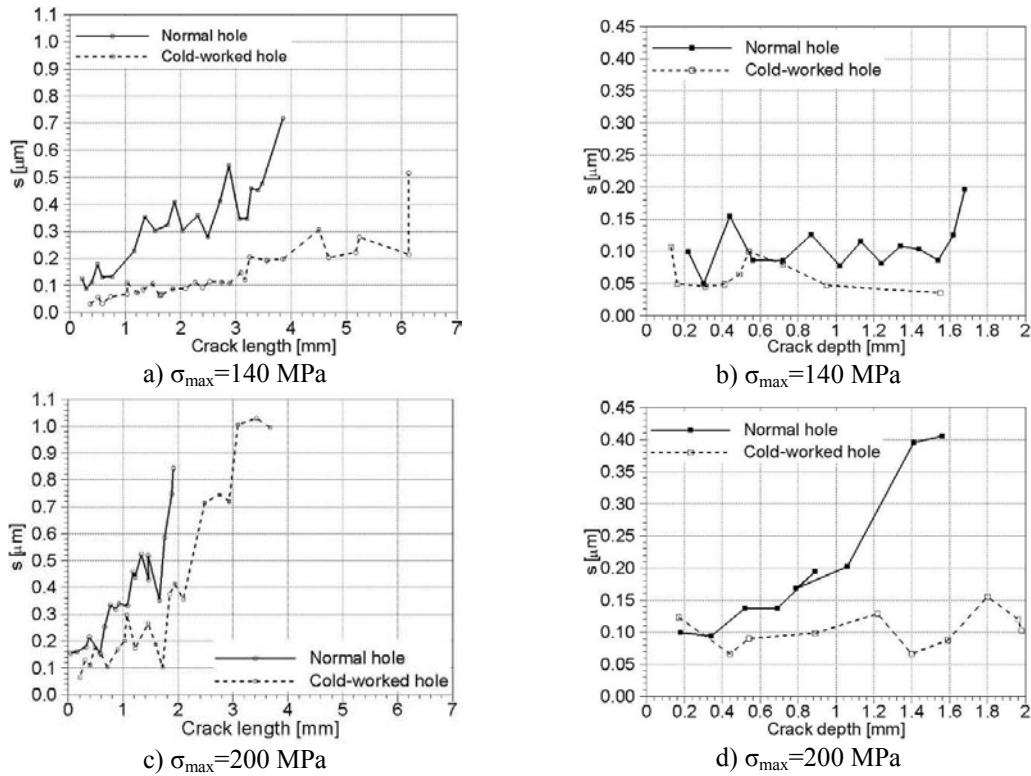 1.1
1.0
0.9
0.8
0.7
0.6
0.5
0.4
0.3
0.2
0.1
0.0
s [μm]
Normal hole
Cold-worked hole
0 1 2 3 4 5 6 7
Crack length [mm]
a) σmax=140 MPa
0.45
0.40
0.35
0.30
0.25
0.20
0.15
0.10
0.05
0.00
s [μm]
Normal hole
Cold-worked hole
0 0.2 0.4 0.6 0.8 1 1.2 1.4 1.6 1.8 2
Crack depth [mm]
b) σmax=140 MPa
1.1
1.0
0.9
0.8
0.7
0.6
0.5
0.4
0.3
0.2
0.1
0.0
s [μm]
Normal hole
Cold-worked hole
0 1 2 3 4 5 6 7
Crack length [mm]
c) σmax=200 MPa
0.45
0.40
0.35
0.30
0.25
0.20
0.15
0.10
0.05
0.00
s [μm]
Normal hole
Cold-worked hole
0 0.2 0.4 0.6 0.8 1 1.2 1.4 1.6 1.8 2
Crack depth [mm]
d) σmax=200 MPa